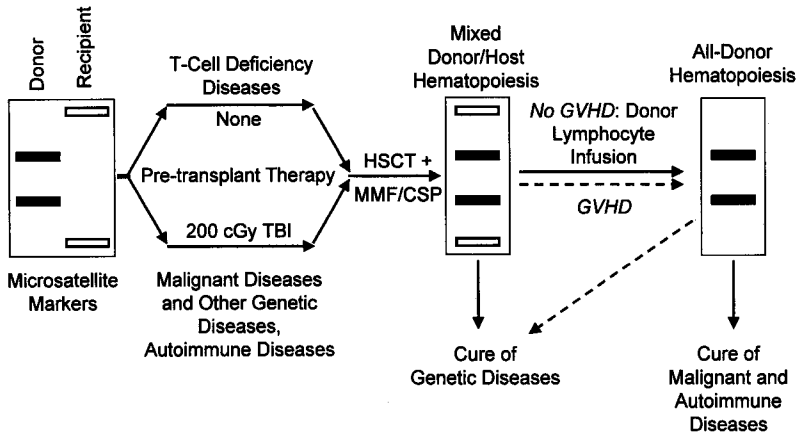 Donor
Recipient
Microsatellite
Markers
T-Cell Deficiency
Diseases
None
Pre-transplant Therapy
200 cGy TBI
Malignant Diseases
and Other Genetic
Diseases,
Autoimmune Diseases
HSCT +
MMF/CSP
Mixed
Donor/Host
Hematopoiesis
No GVHD: Donor
Lymphocyte
Infusion
GVHD
All-Donor
Hematopoiesis
Cure of
Genetic Diseases
Cure of
Malignant and
Autoimmune
Diseases